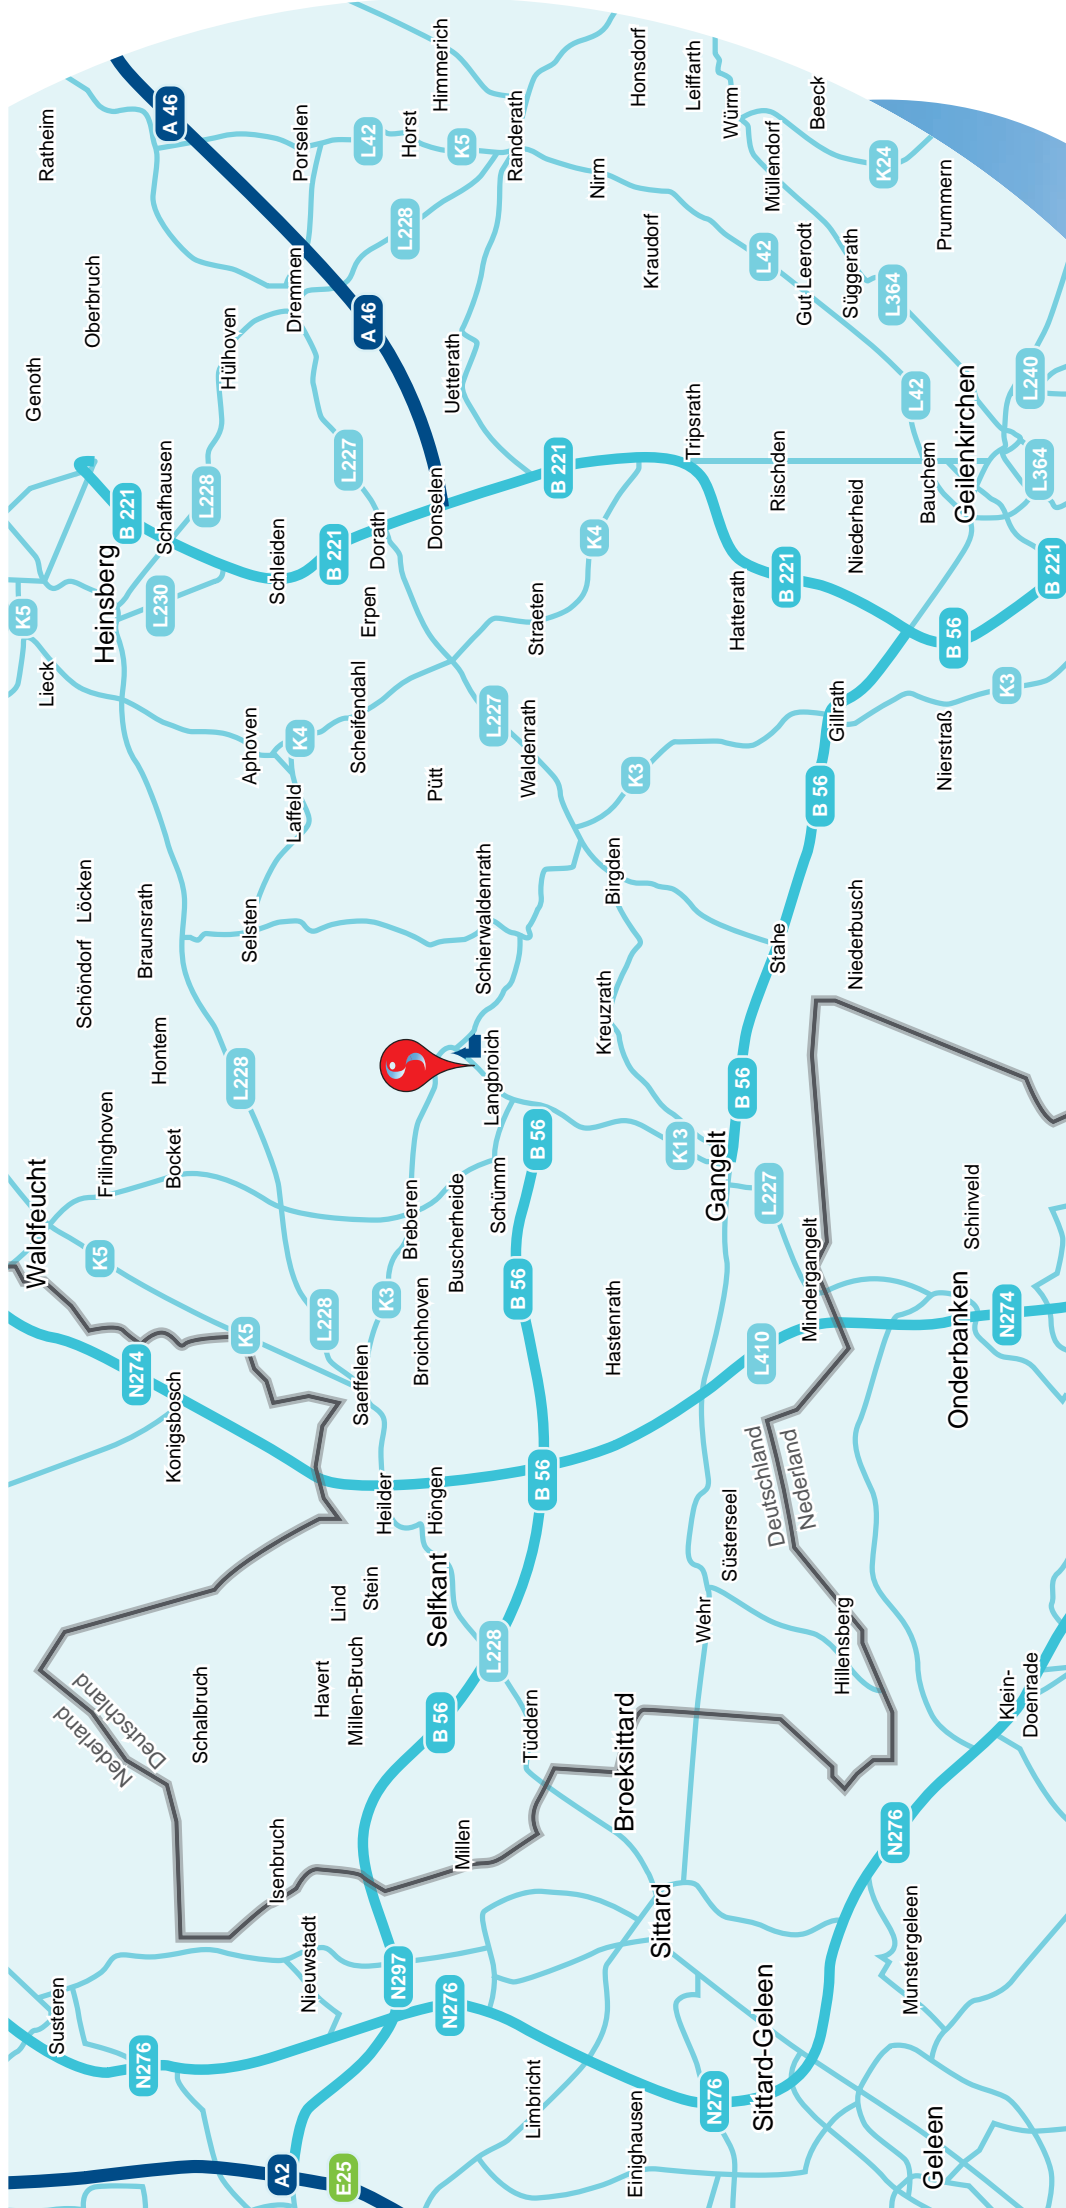 Ratheim
A 46
Porselen
L42
Horst
Himmerich
K5
Randerath
Honsdorf
Leiffarth
Würm
Beeck
Müllendorf
K24
Prummern
Nirm
Kraudorf
L42
Gut Leerodt
Süggerath
L364
Oberbruch
Dremmen
L228
A 46
Genoth
Hülhoven
Uetterath
L240
Geilenkirchen
L42
Bauchem
L364
Tripsrath
Rischden
Niederheid
B 221
Schafhausen
L228
L227
Donselen
B 221
K4
Heinsberg
Schleiden
B 221
Dorath
Erpen
L230
K5
Lieck
Straeten
Hatterath
B 221
B 56
B 221
K3
Aphoven
K4
Scheifendahl
L227
Waldenrath
Gillrath
Nierstraß
Laffeld
Pütt
K3
B 56
Löcken
Schöndorf
Braunsrath
Selsten
Schierwaldenrath
Birgden
Stahe
Niederbusch
Hontem
L228
Langbroich
Kreuzrath
B 56
Frilinghoven
Bocket
Waldfeucht
K5
Breberen
Buscherheide
Schümm
B 56
K13
Gangelt
L227
Mindergangelt
Schinveld
K5
L228
K3
Broichhoven
B 56
Hastenrath
L410
Onderbanken
N274
N274
Konigsbosch
Saeffelen
Heilder
Höngen
B 56
Süsterseel
Deutschland
Nederland
Lind
Stein
Selfkant
L228
Wehr
Hillensberg
Klein-
Doenrade
Nederland
Deutschland
Schalbruch
Havert
Millen-Bruch
B 56
Tüddern
Broeksittard
N276
Isenbruch
Millen
Sittard
Munstergeleen
Nieuwstadt
N297
N276
Susteren
N276
Sittard-Geleen
N276
Limbricht
Einighausen
Geleen
A2
E25